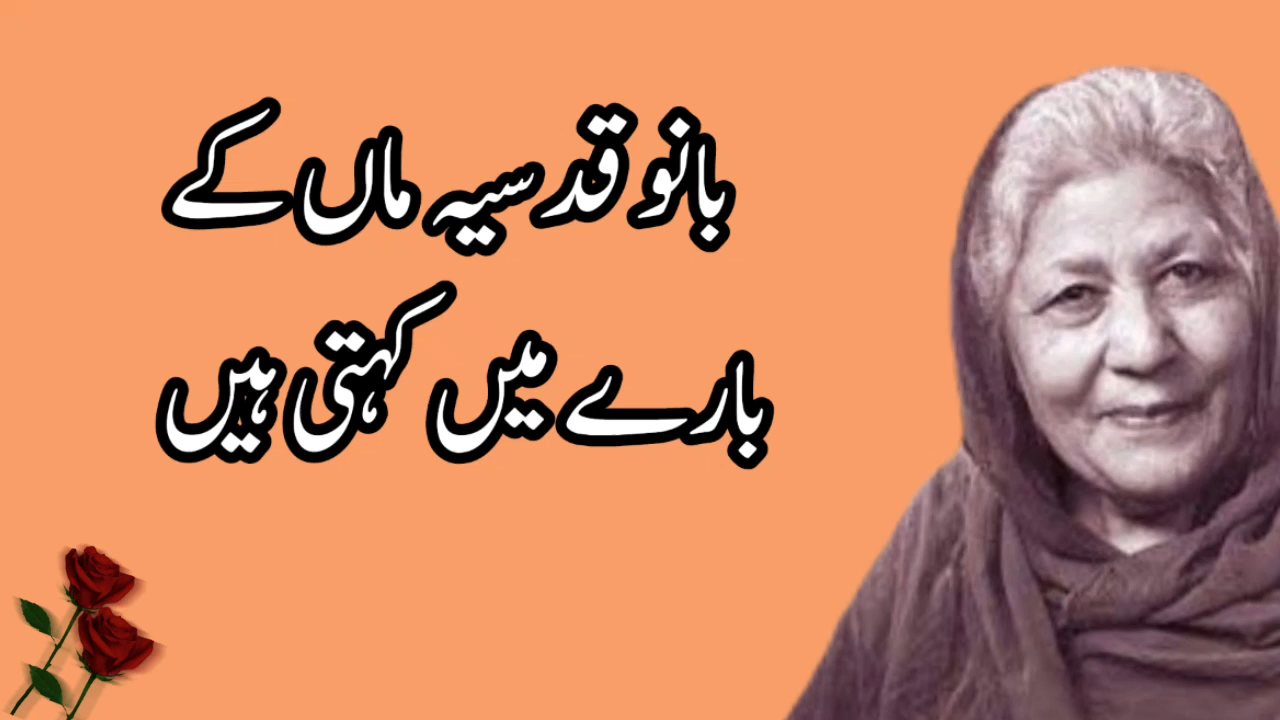 بانو قدسیہ ماں کے
بارے میں کہتی ہیں